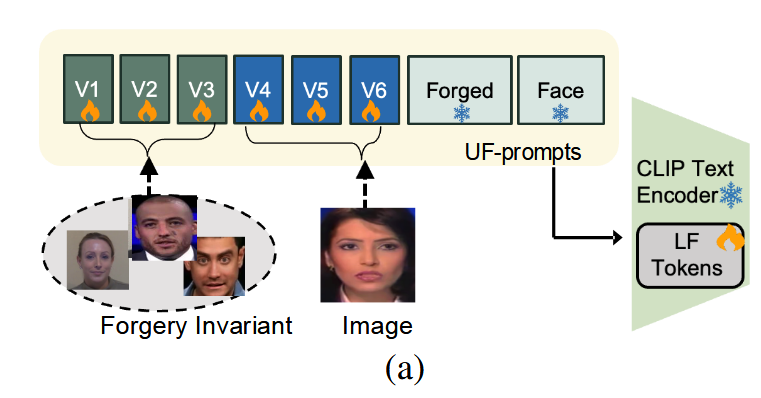 V1 V2 V3 V4 V5 V6 Forged Face
UF-prompts
CLIP Text
Encoder
LF
Tokens
Forgery Invariant
Image
(a)